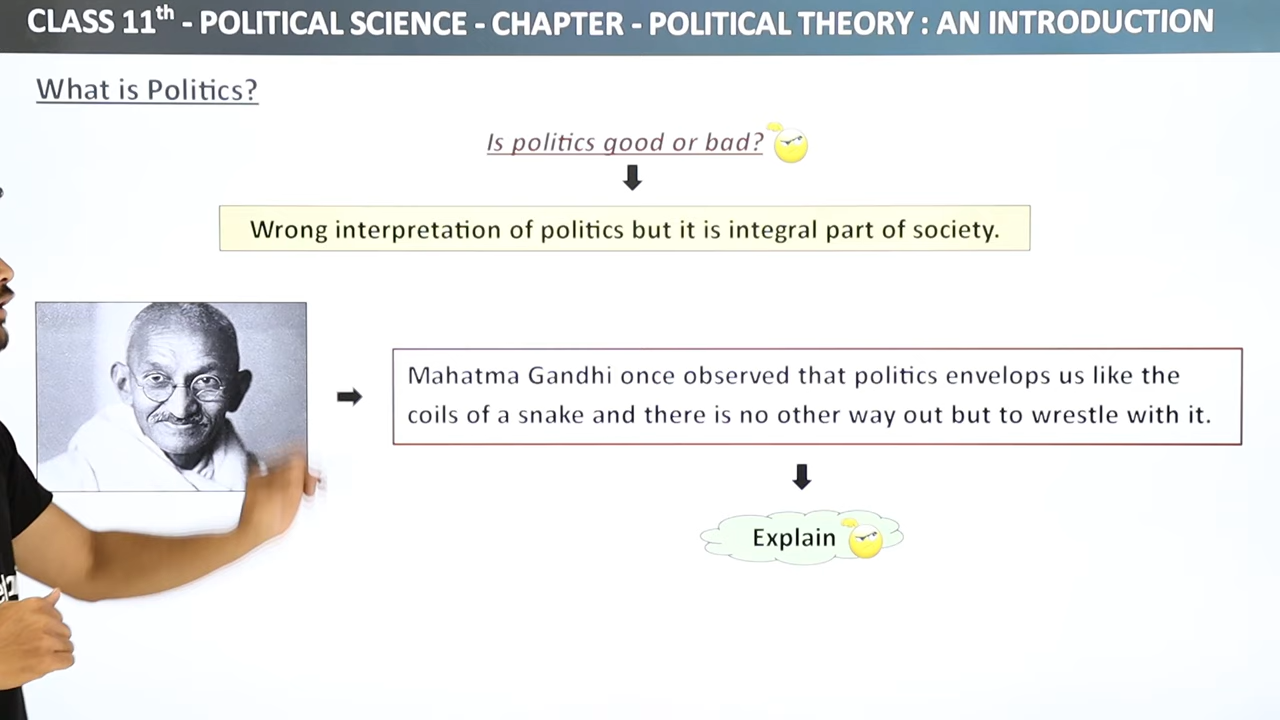 CLASS 11th - POLITICAL SCIENCE - CHAPTER - POLITICAL THEORY : AN INTRODUCTION
What is Politics?
Is politics good or bad?
Wrong interpretation of politics but it is integral part of society.
Mahatma Gandhi once observed that politics envelops us like the
coils of a snake and there is no other way out but to wrestle with it.
Explain